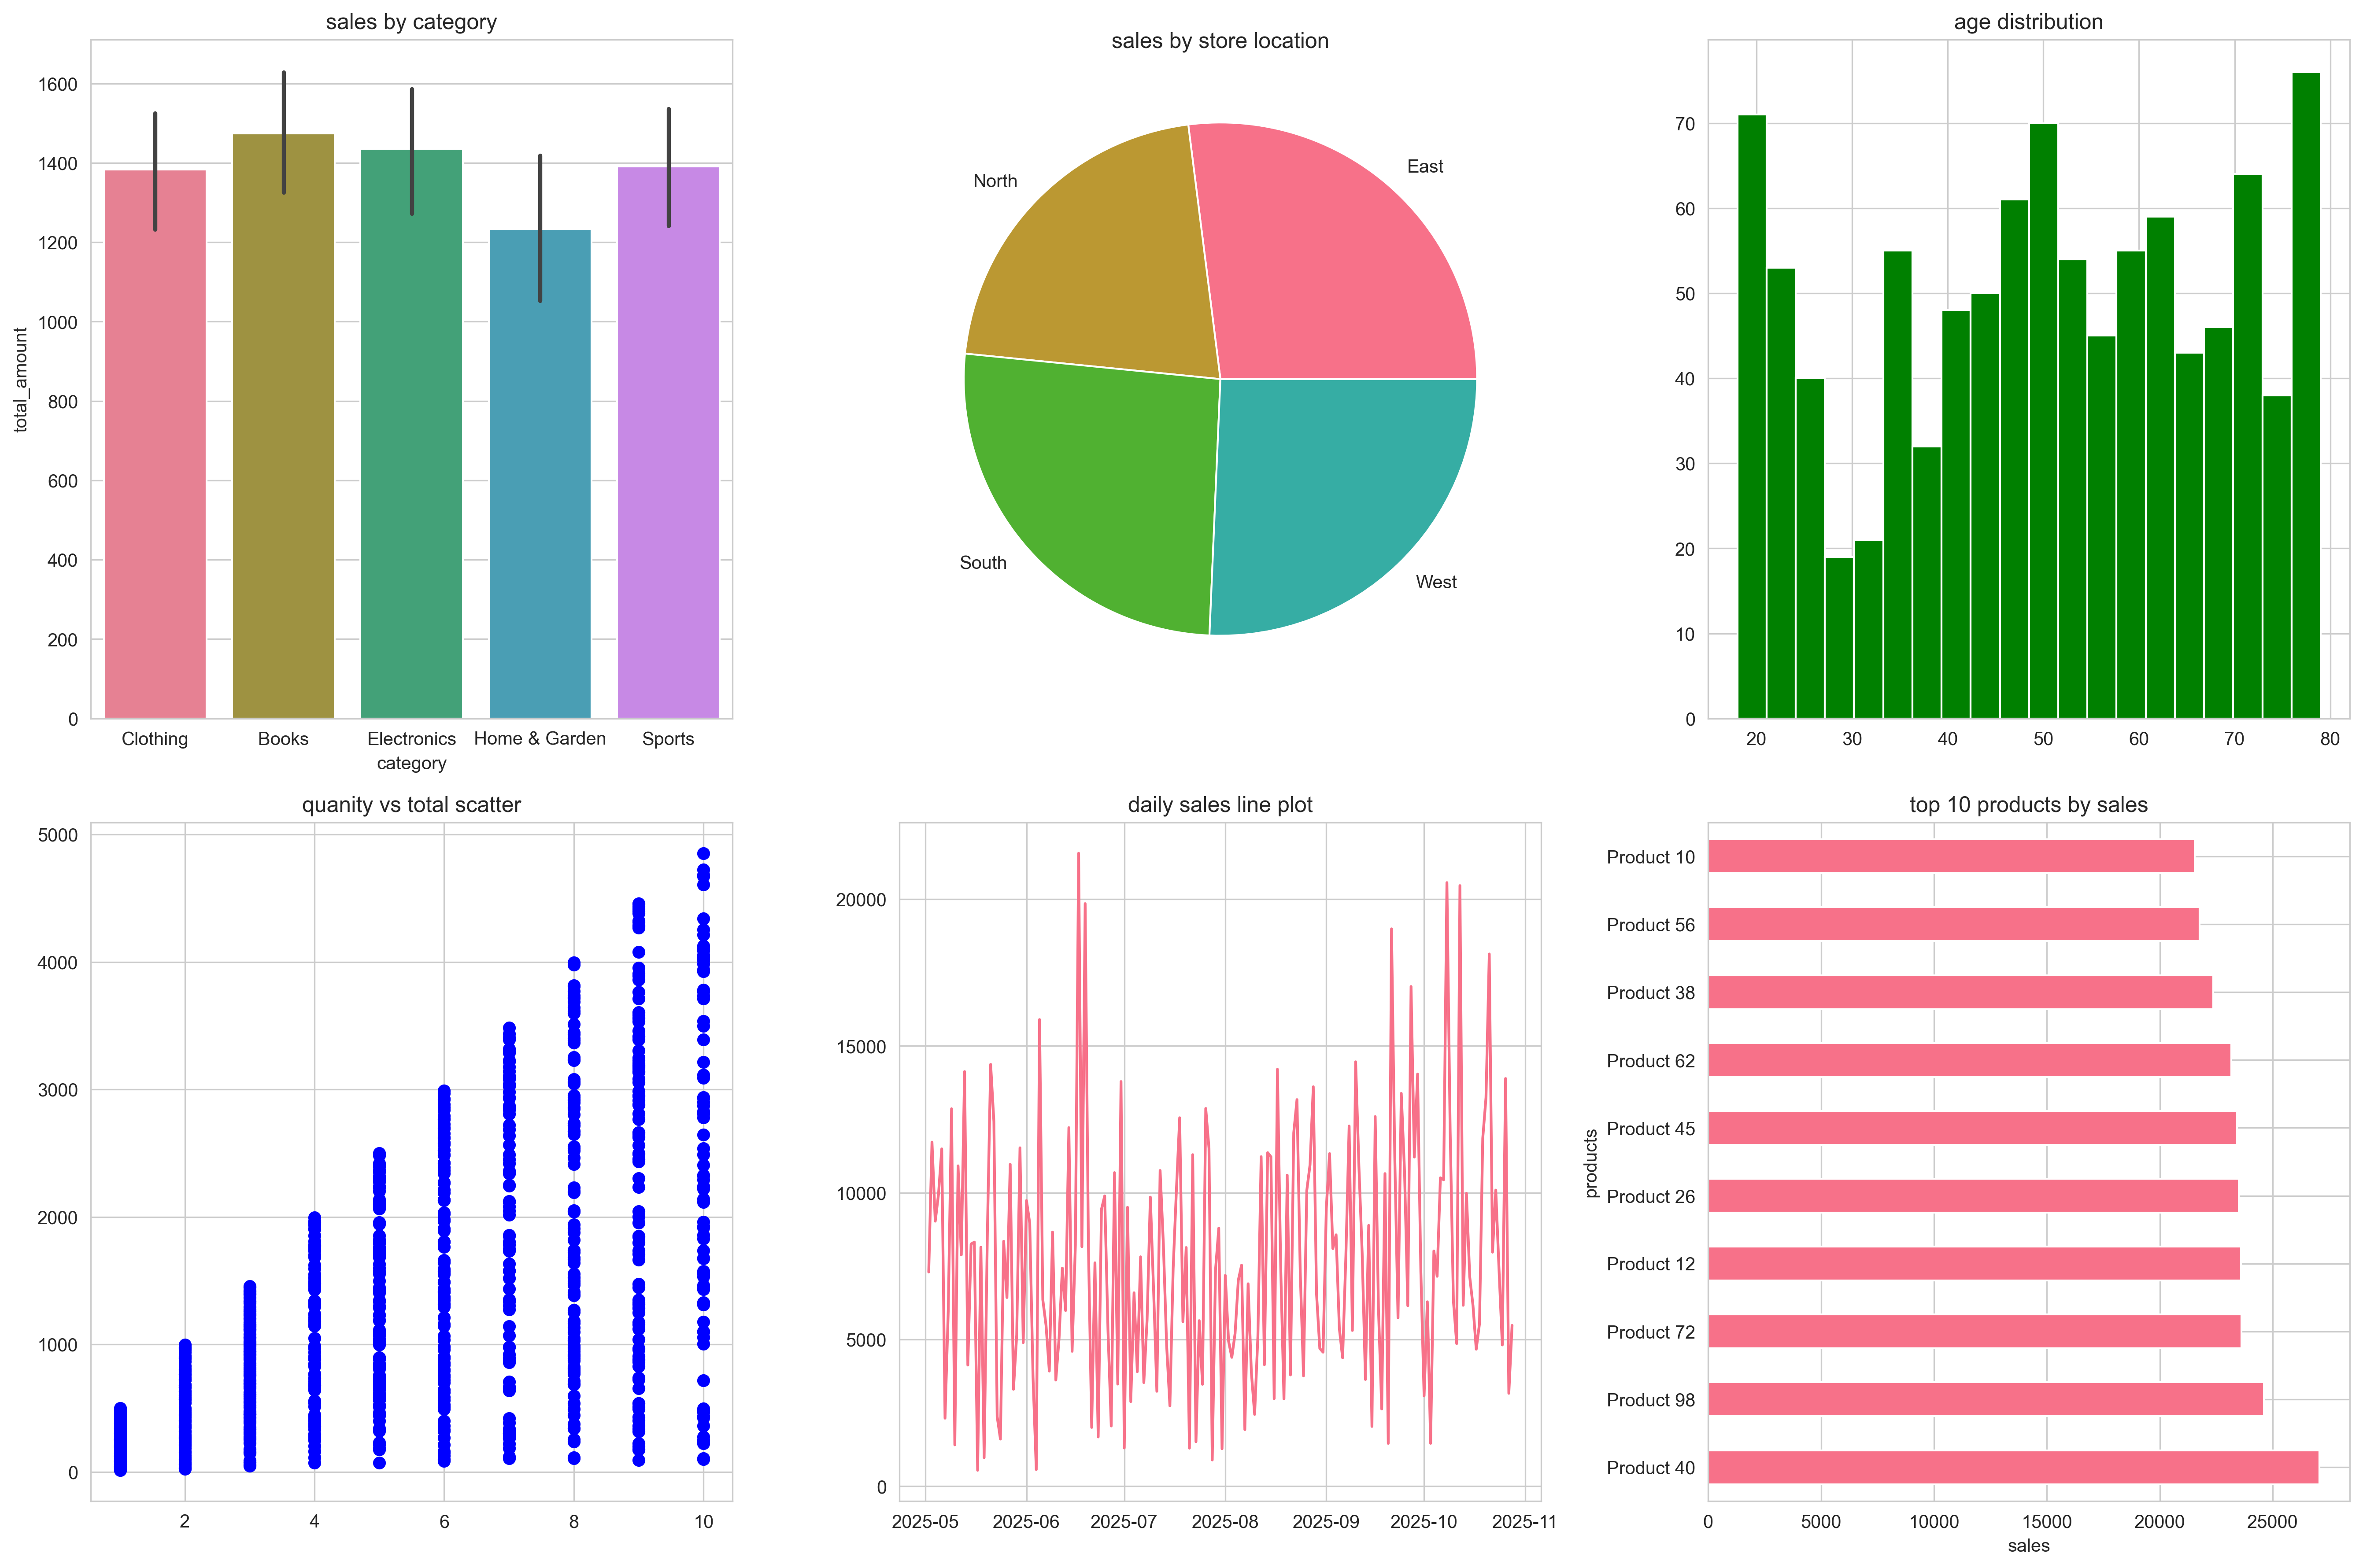 sales by category
total_amount
1600
1400
1200
1000
800
600
400
200
0
Clothing Books Electronics Home & Garden Sports
category
sales by store location
East
North
South
West
age distribution
70
60
50
40
30
20
10
0
20 30 40 50 60 70 80
quanity vs total scatter
5000
4000
3000
2000
1000
0
2 4 6 8 10
daily sales line plot
20000
15000
10000
5000
0
2025-05 2025-06 2025-07 2025-08 2025-09 2025-10 2025-11
top 10 products by sales
products
Product 10
Product 56
Product 38
Product 62
Product 45
Product 26
Product 12
Product 72
Product 98
Product 40
0 5000 10000 15000 20000 25000
sales